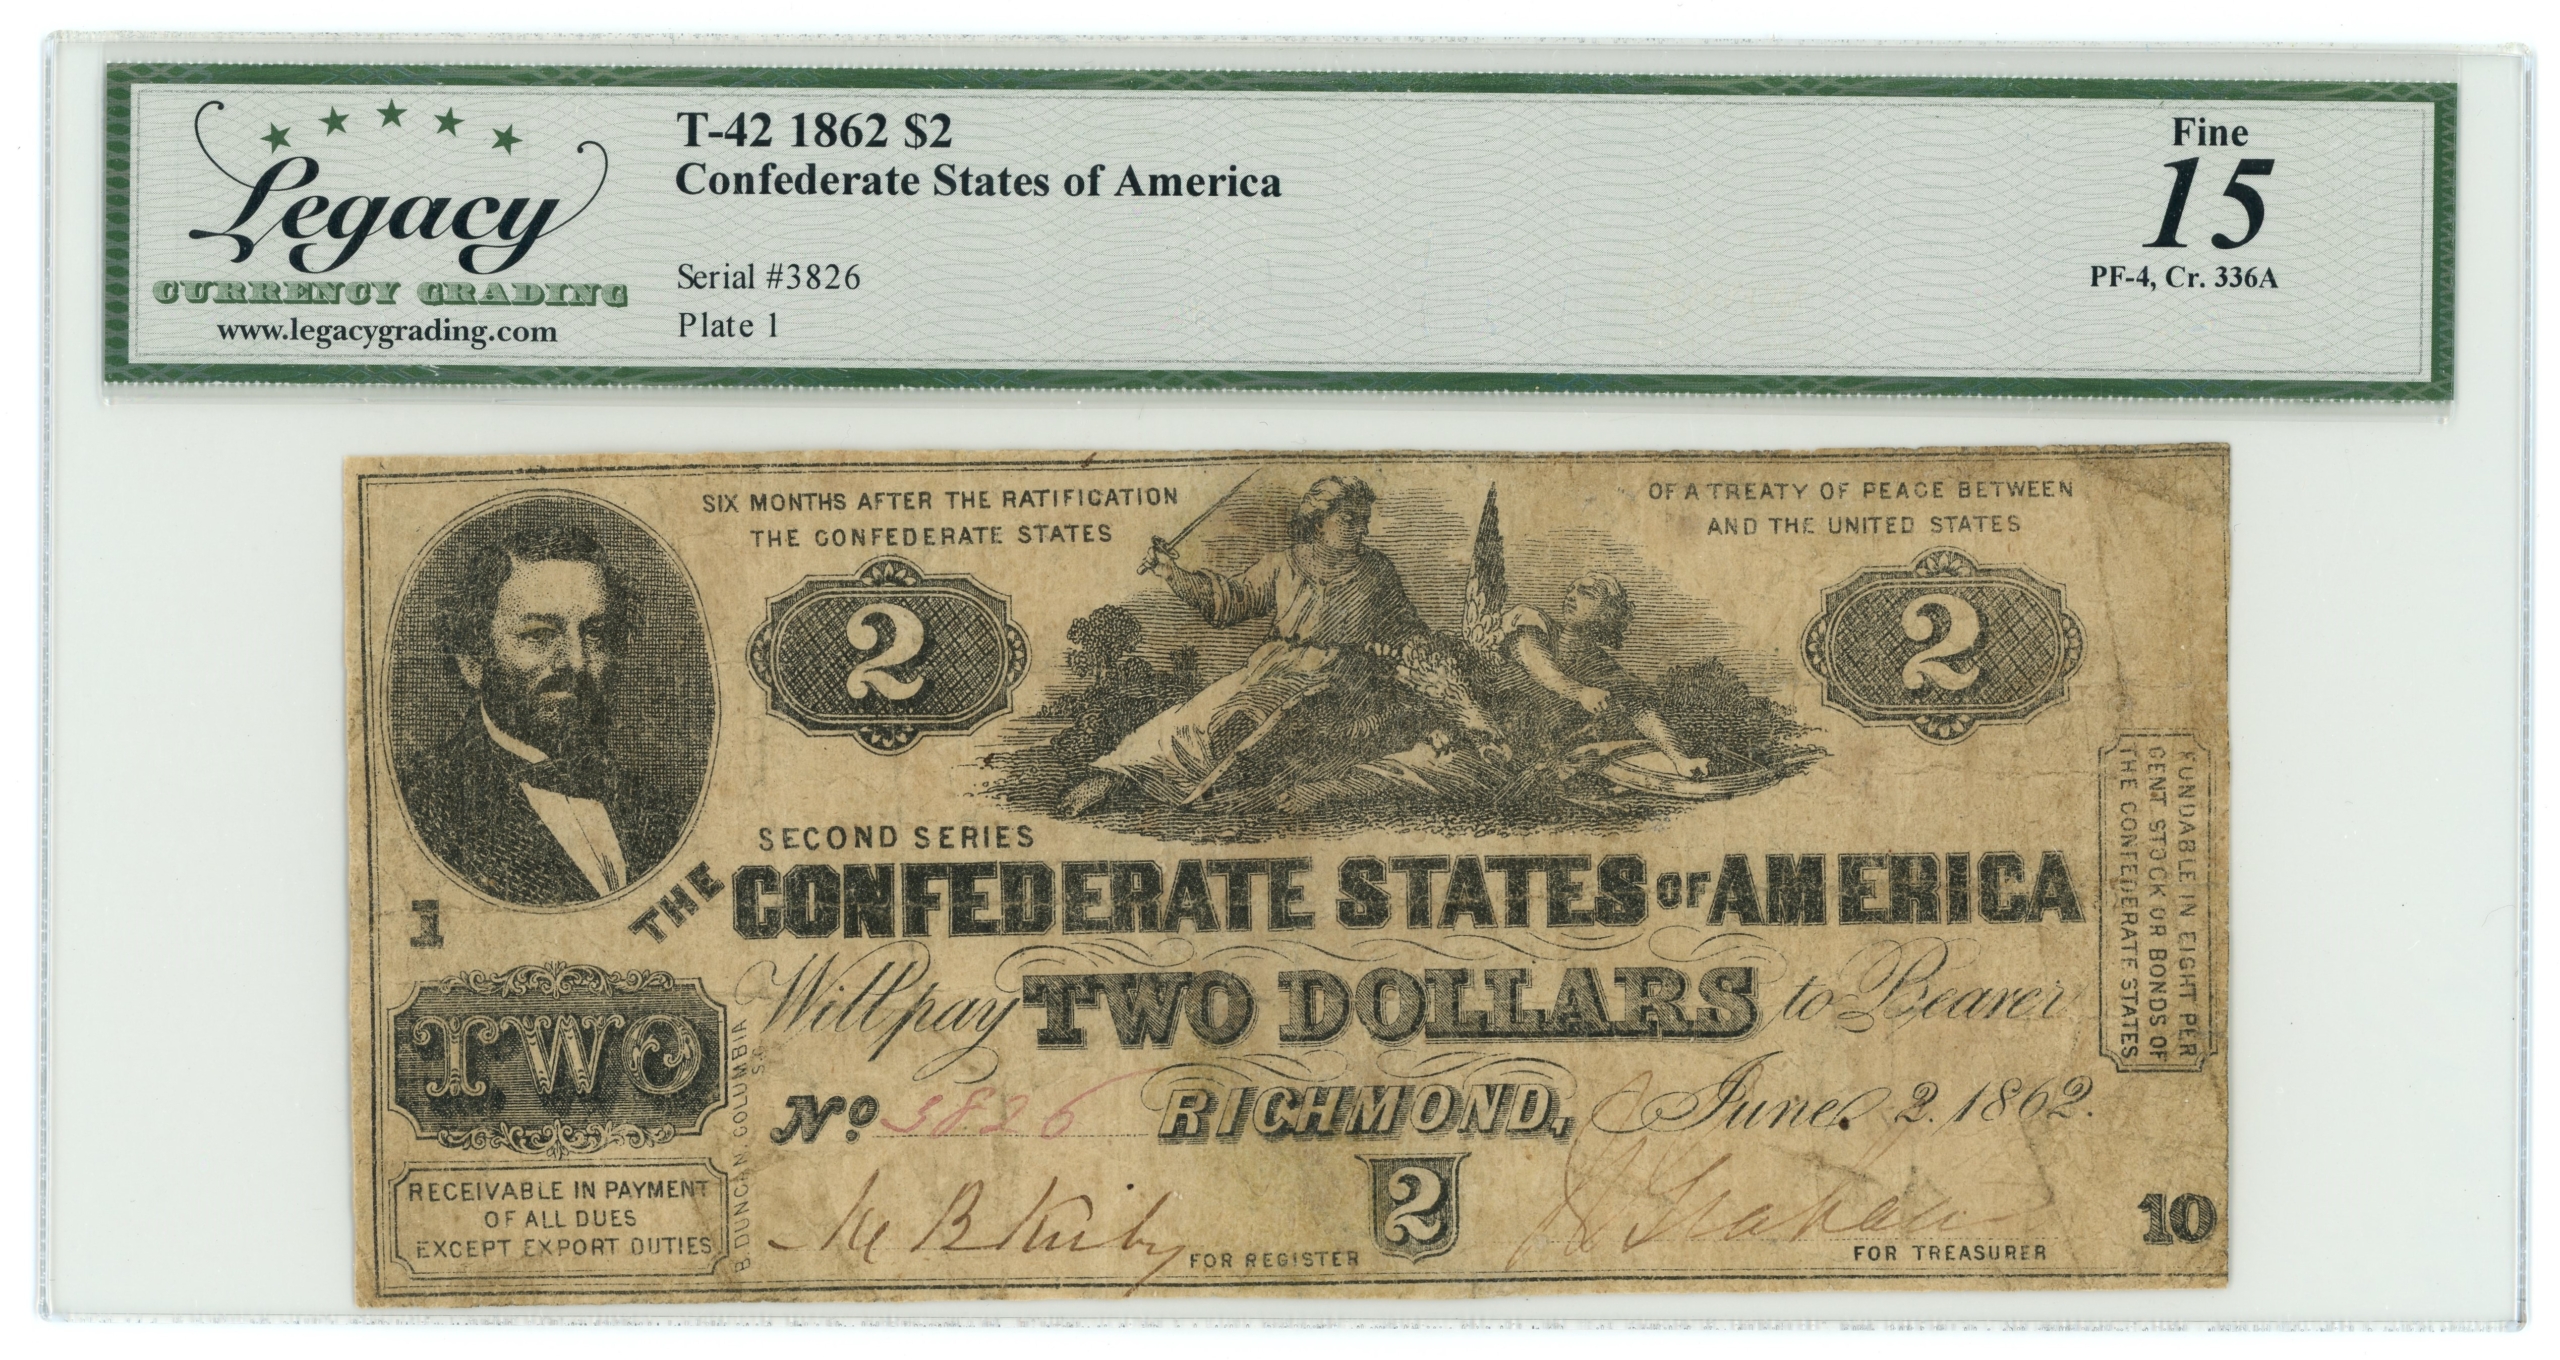 Legacy
CURRENCY GRADING
www.legacygrading.com
T-42 1862 $2
Confederate States of America
Serial #3826
Plate 1
Fine
15
PF-4, Cr. 336A
SIX MONTHS AFTER THE RATIFICATION OF A TREATY OF PEACE BETWEEN
THE CONFEDERATE STATES AND THE UNITED STATES
2
2
SECOND SERIES
THE CONFEDERATE STATES OF AMERICA
1
Will pay TWO DOLLARS to Bearer
TWO
No. 3826 RICHMOND, June 2. 1862.
RECEIVABLE IN PAYMENT
OF ALL DUES
EXCEPT EXPORT DUTIES
B. DUNCAN. COLUMBIA
S.C.
FOR REGISTER
2
FOR TREASURER
10
FUNDABLE IN EIGHT PER
CENT STOCK OR BONDS OF
THE CONFEDERATE STATES